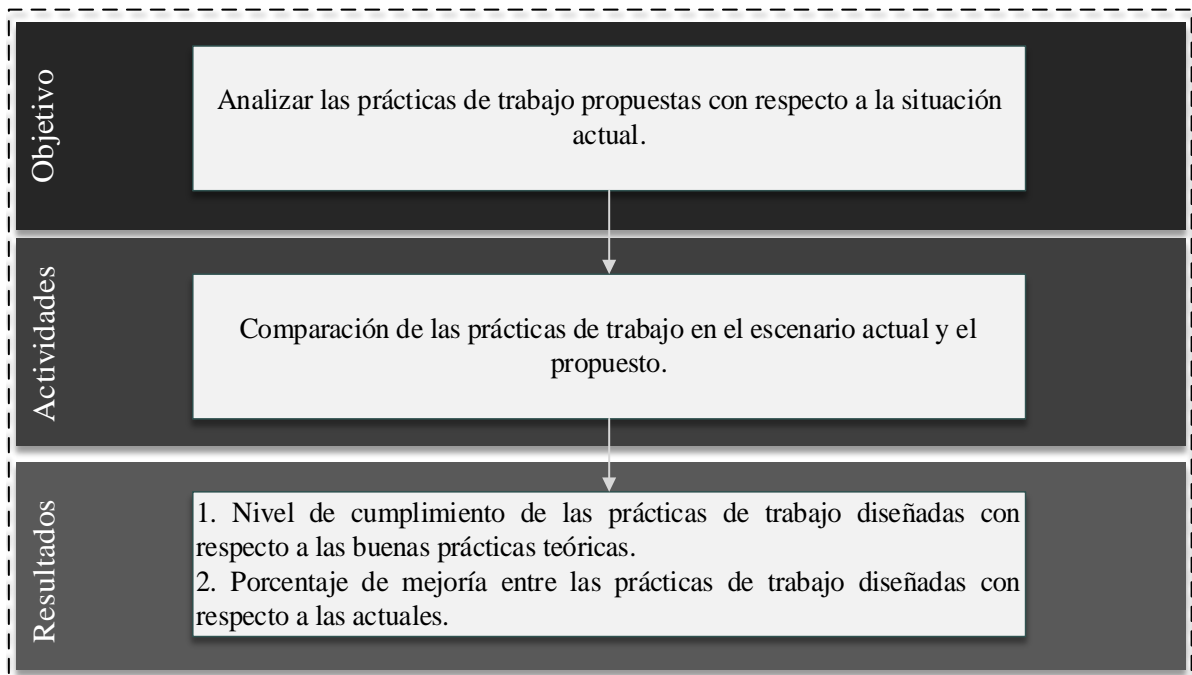 Objetivo
Analizar las prácticas de trabajo propuestas con respecto a la situación
actual.
Actividades
Comparación de las prácticas de trabajo en el escenario actual y el
propuesto.
Resultados
1. Nivel de cumplimiento de las prácticas de trabajo diseñadas con
respecto a las buenas prácticas teóricas.
2. Porcentaje de mejoría entre las prácticas de trabajo diseñadas con
respecto a las actuales.